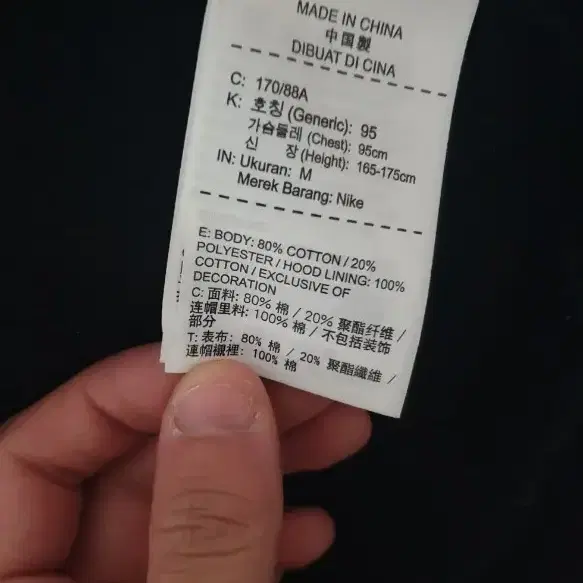 MADE IN CHINA
中国製
DIBUAT DI CINA
C: 170/88A
K: 호칭 (Generic): 95
가슴둘레 (Chest): 95cm
신 장 (Height): 165-175cm
IN: Ukuran: M
Merek Barang: Nike
E: BODY: 80% COTTON / 20%
POLYESTER / HOOD LINING: 100%
COTTON / EXCLUSIVE OF
DECORATION
C: 面料: 80% 棉 / 20% 聚酯纤维 /
连帽里料: 100% 棉 / 不包括装饰
部分
T: 表布: 80% 棉 / 20% 聚酯纖維 /
連帽襯裡: 100% 棉